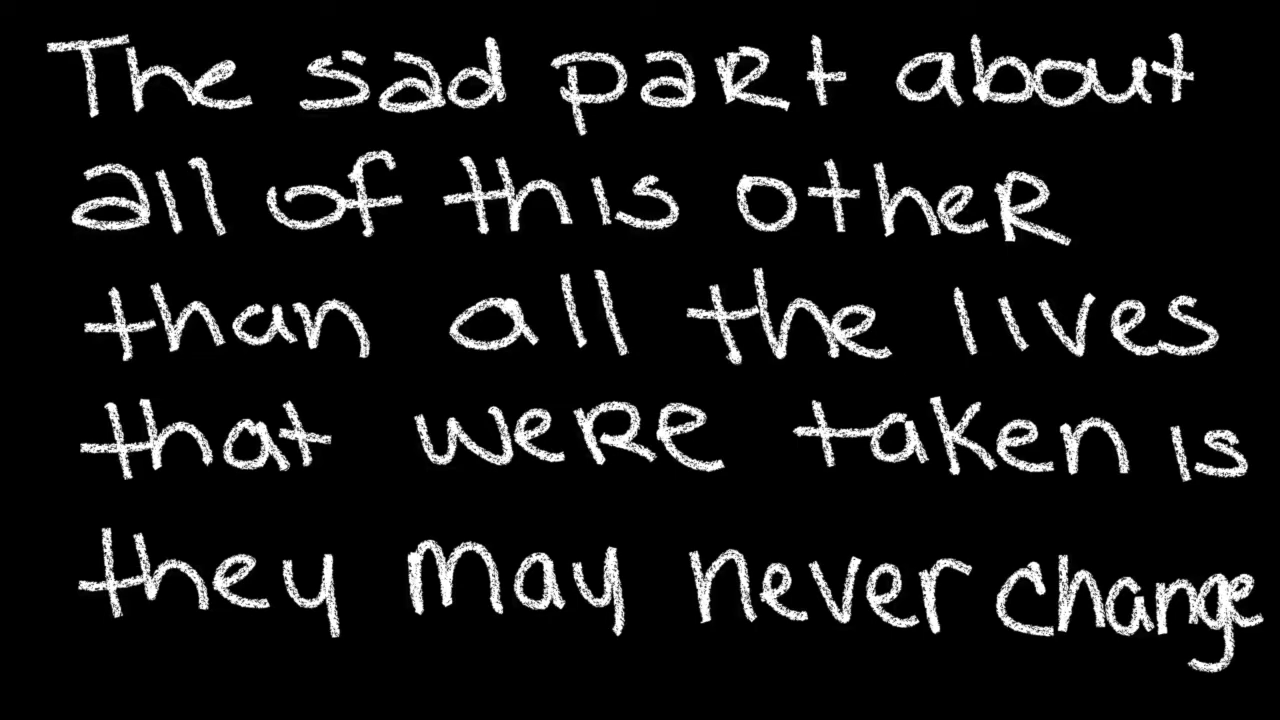 The sad part about
all of this other
than all the lives
that were taken is
they may never change